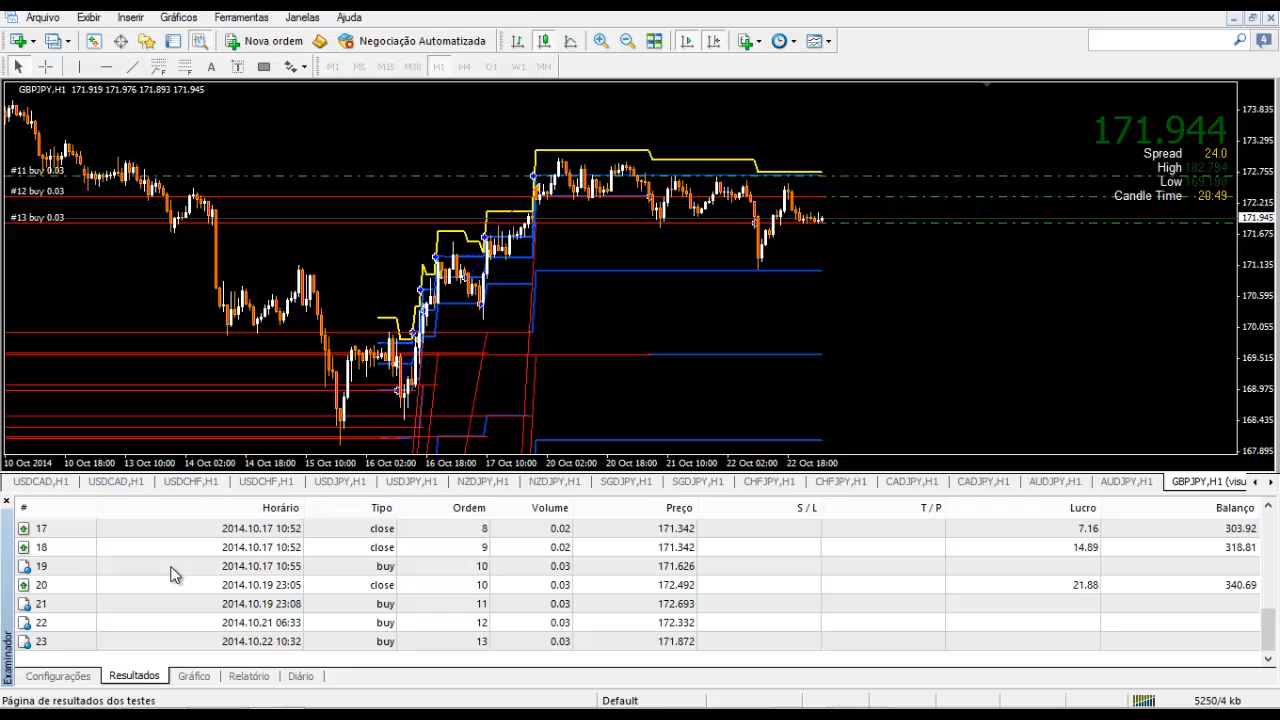 Arquivo Exibir Inserir Gráficos Ferramentas Janelas Ajuda
Nova ordem Negociação Automatizada
4
A T M1 M5 M15 M30 H1 H4 D1 W1 MN
GBPJPY,H1 171.919 171.976 171.893 171.945
173.835
171.944
173.295
Spread 24.0
High 182.794
#11 buy 0.03
172.755
Low 169.198
#12 buy 0.03
Candle Time 20:49
172.215
#13 buy 0.03
171.945
171.675
171.135
170.595
170.055
169.515
168.975
168.435
167.895
10 Oct 2014 10 Oct 18:00 13 Oct 10:00 14 Oct 02:00 14 Oct 18:00 15 Oct 10:00 16 Oct 02:00 16 Oct 18:00 17 Oct 10:00 20 Oct 02:00 20 Oct 18:00 21 Oct 10:00 22 Oct 02:00 22 Oct 18:00
USDCAD,H1 USDCAD,H1 USDCHF,H1 USDCHF,H1 USDJPY,H1 USDJPY,H1 NZDJPY,H1 NZDJPY,H1 SGDJPY,H1 SGDJPY,H1 CHFJPY,H1 CHFJPY,H1 CADJPY,H1 CADJPY,H1 AUDJPY,H1 AUDJPY,H1 GBPJPY,H1 (visu
# Horário Tipo Ordem Volume Preço S / L T / P Lucro Balanço
17 2014.10.17 10:52 close 8 0.02 171.342 7.16 303.92
18 2014.10.17 10:52 close 9 0.02 171.342 14.89 318.81
19 2014.10.17 10:55 buy 10 0.03 171.626
20 2014.10.19 23:05 close 10 0.03 172.492 21.88 340.69
21 2014.10.19 23:08 buy 11 0.03 172.693
22 2014.10.21 06:33 buy 12 0.03 172.332
23 2014.10.22 10:32 buy 13 0.03 171.872
Examinador
Configurações Resultados Gráfico Relatório Diário
Página de resultados dos testes Default 5250/4 kb